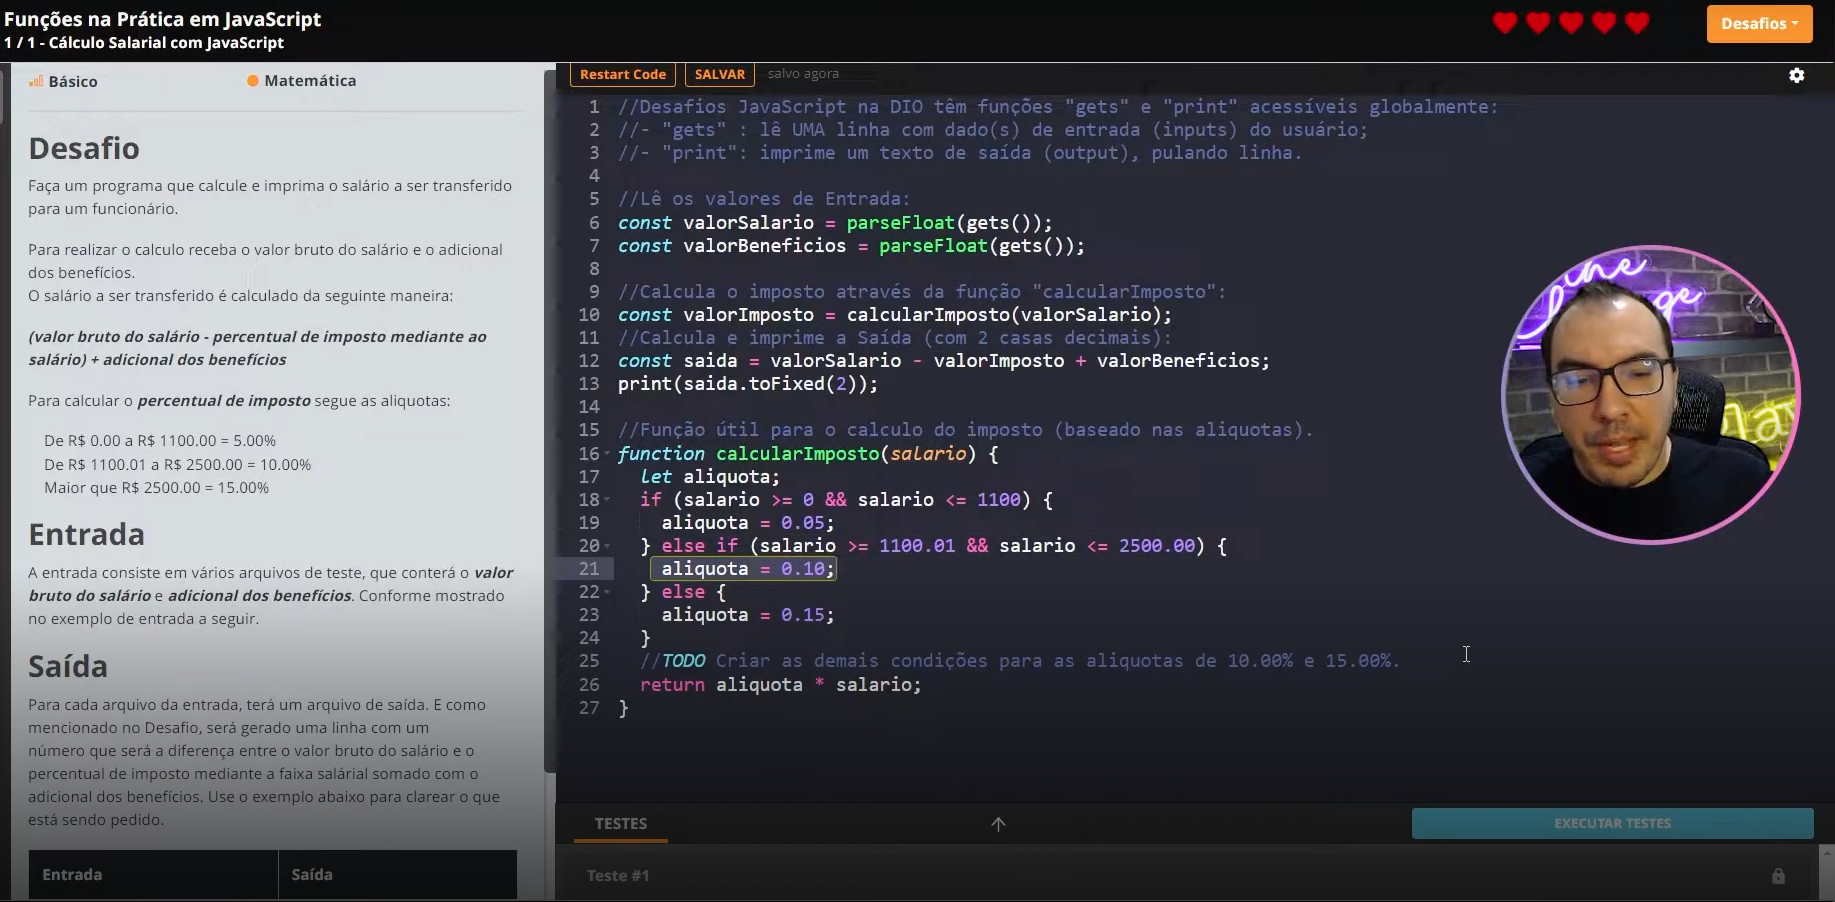 Funções na Prática em JavaScript
1 / 1 - Cálculo Salarial com JavaScript
Desafios
Básico
Matemática
Desafio
Faça um programa que calcule e imprima o salário a ser transferido
para um funcionário.
Para realizar o calculo receba o valor bruto do salário e o adicional
dos benefícios.
O salário a ser transferido é calculado da seguinte maneira:
(valor bruto do salário - percentual de imposto mediante ao
salário) + adicional dos benefícios
Para calcular o percentual de imposto segue as aliquotas:
De R$ 0.00 a R$ 1100.00 = 5.00%
De R$ 1100.01 a R$ 2500.00 = 10.00%
Maior que R$ 2500.00 = 15.00%
Entrada
A entrada consiste em vários arquivos de teste, que conterá o valor
bruto do salário e adicional dos benefícios. Conforme mostrado
no exemplo de entrada a seguir.
Saída
Para cada arquivo da entrada, terá um arquivo de saída. E como
mencionado no Desafio, será gerado uma linha com um
número que será a diferença entre o valor bruto do salário e o
percentual de imposto mediante a faixa salárial somado com o
adicional dos benefícios. Use o exemplo abaixo para clarear o que
está sendo pedido.
Entrada Saída
Restart Code SALVAR salvo agora
1 //Desafios JavaScript na DIO têm funções "gets" e "print" acessíveis globalmente:
2 //- "gets" : lê UMA linha com dado(s) de entrada (inputs) do usuário;
3 //- "print": imprime um texto de saída (output), pulando linha.
4
5 //Lê os valores de Entrada:
6 const valorSalario = parseFloat(gets());
7 const valorBeneficios = parseFloat(gets());
8
9 //Calcula o imposto através da função "calcularImposto":
10 const valorImposto = calcularImposto(valorSalario);
11 //Calcula e imprime a Saída (com 2 casas decimais):
12 const saida = valorSalario - valorImposto + valorBeneficios;
13 print(saida.toFixed(2));
14
15 //Função útil para o calculo do imposto (baseado nas aliquotas).
16 function calcularImposto(salario) {
17 let aliquota;
18 if (salario >= 0 && salario <= 1100) {
19 aliquota = 0.05;
20 } else if (salario >= 1100.01 && salario <= 2500.00) {
21 aliquota = 0.10;
22 } else {
23 aliquota = 0.15;
24 }
25 //TODO Criar as demais condições para as aliquotas de 10.00% e 15.00%.
26 return aliquota * salario;
27 }
TESTES
EXECUTAR TESTES
Teste #1